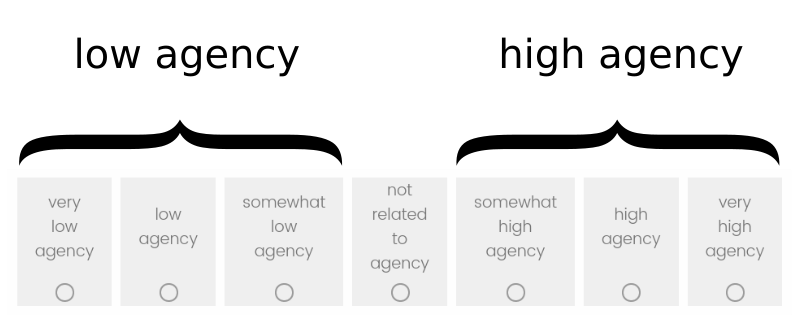 low agency
high agency
very
low
agency
low
agency
somewhat
low
agency
not
related
to
agency
somewhat
high
agency
high
agency
very
high
agency